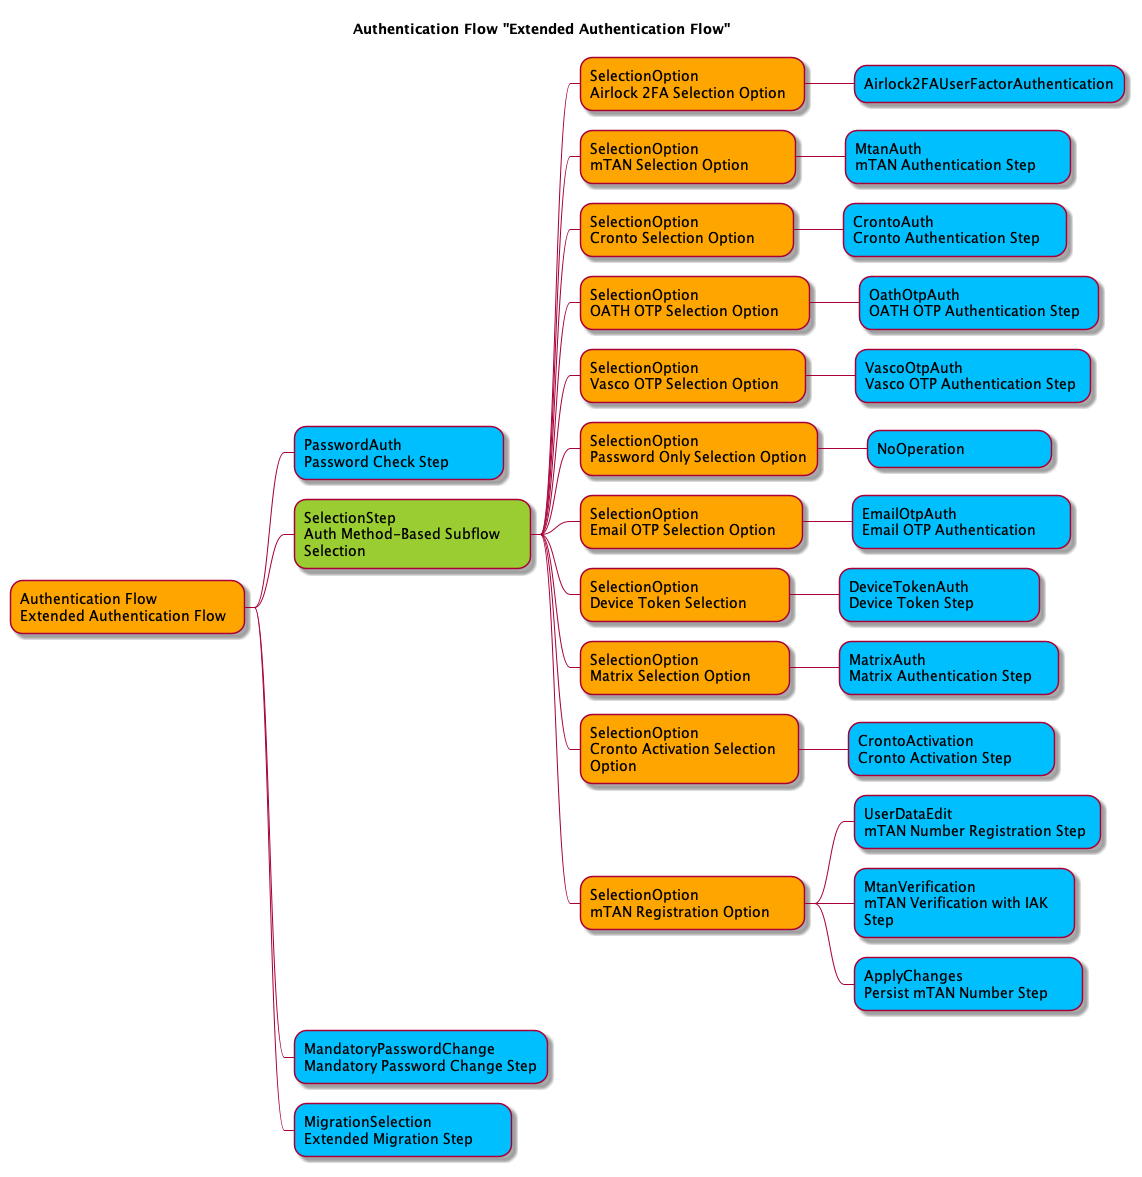 Authentication Flow "Extended Authentication Flow"
Authentication Flow
Extended Authentication Flow
PasswordAuth
Password Check Step
SelectionStep
Auth Method-Based Subflow
Selection
SelectionOption
Airlock 2FA Selection Option
Airlock2FAUserFactorAuthentication
SelectionOption
mTAN Selection Option
MtanAuth
mTAN Authentication Step
SelectionOption
Cronto Selection Option
CrontoAuth
Cronto Authentication Step
SelectionOption
OATH OTP Selection Option
OathOtpAuth
OATH OTP Authentication Step
SelectionOption
Vasco OTP Selection Option
VascoOtpAuth
Vasco OTP Authentication Step
SelectionOption
Password Only Selection Option
NoOperation
SelectionOption
Email OTP Selection Option
EmailOtpAuth
Email OTP Authentication
SelectionOption
Device Token Selection
DeviceTokenAuth
Device Token Step
SelectionOption
Matrix Selection Option
MatrixAuth
Matrix Authentication Step
SelectionOption
Cronto Activation Selection
Option
CrontoActivation
Cronto Activation Step
SelectionOption
mTAN Registration Option
UserDataEdit
mTAN Number Registration Step
MtanVerification
mTAN Verification with IAK
Step
ApplyChanges
Persist mTAN Number Step
MandatoryPasswordChange
Mandatory Password Change Step
MigrationSelection
Extended Migration Step